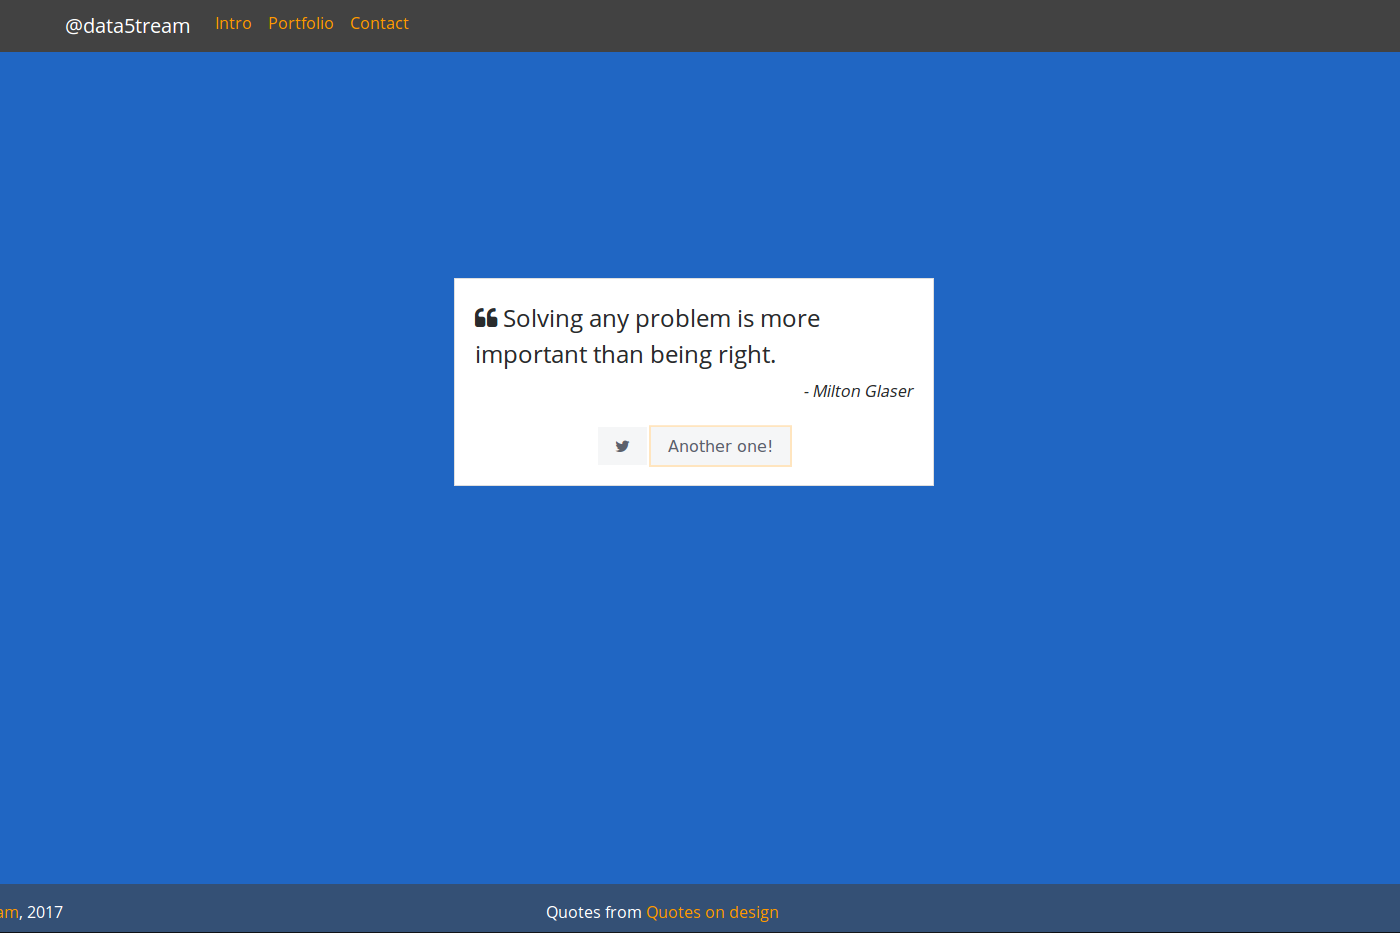 @data5tream Intro Portfolio Contact
Solving any problem is more
important than being right.
- Milton Glaser
Another one!
am, 2017 Quotes from Quotes on design